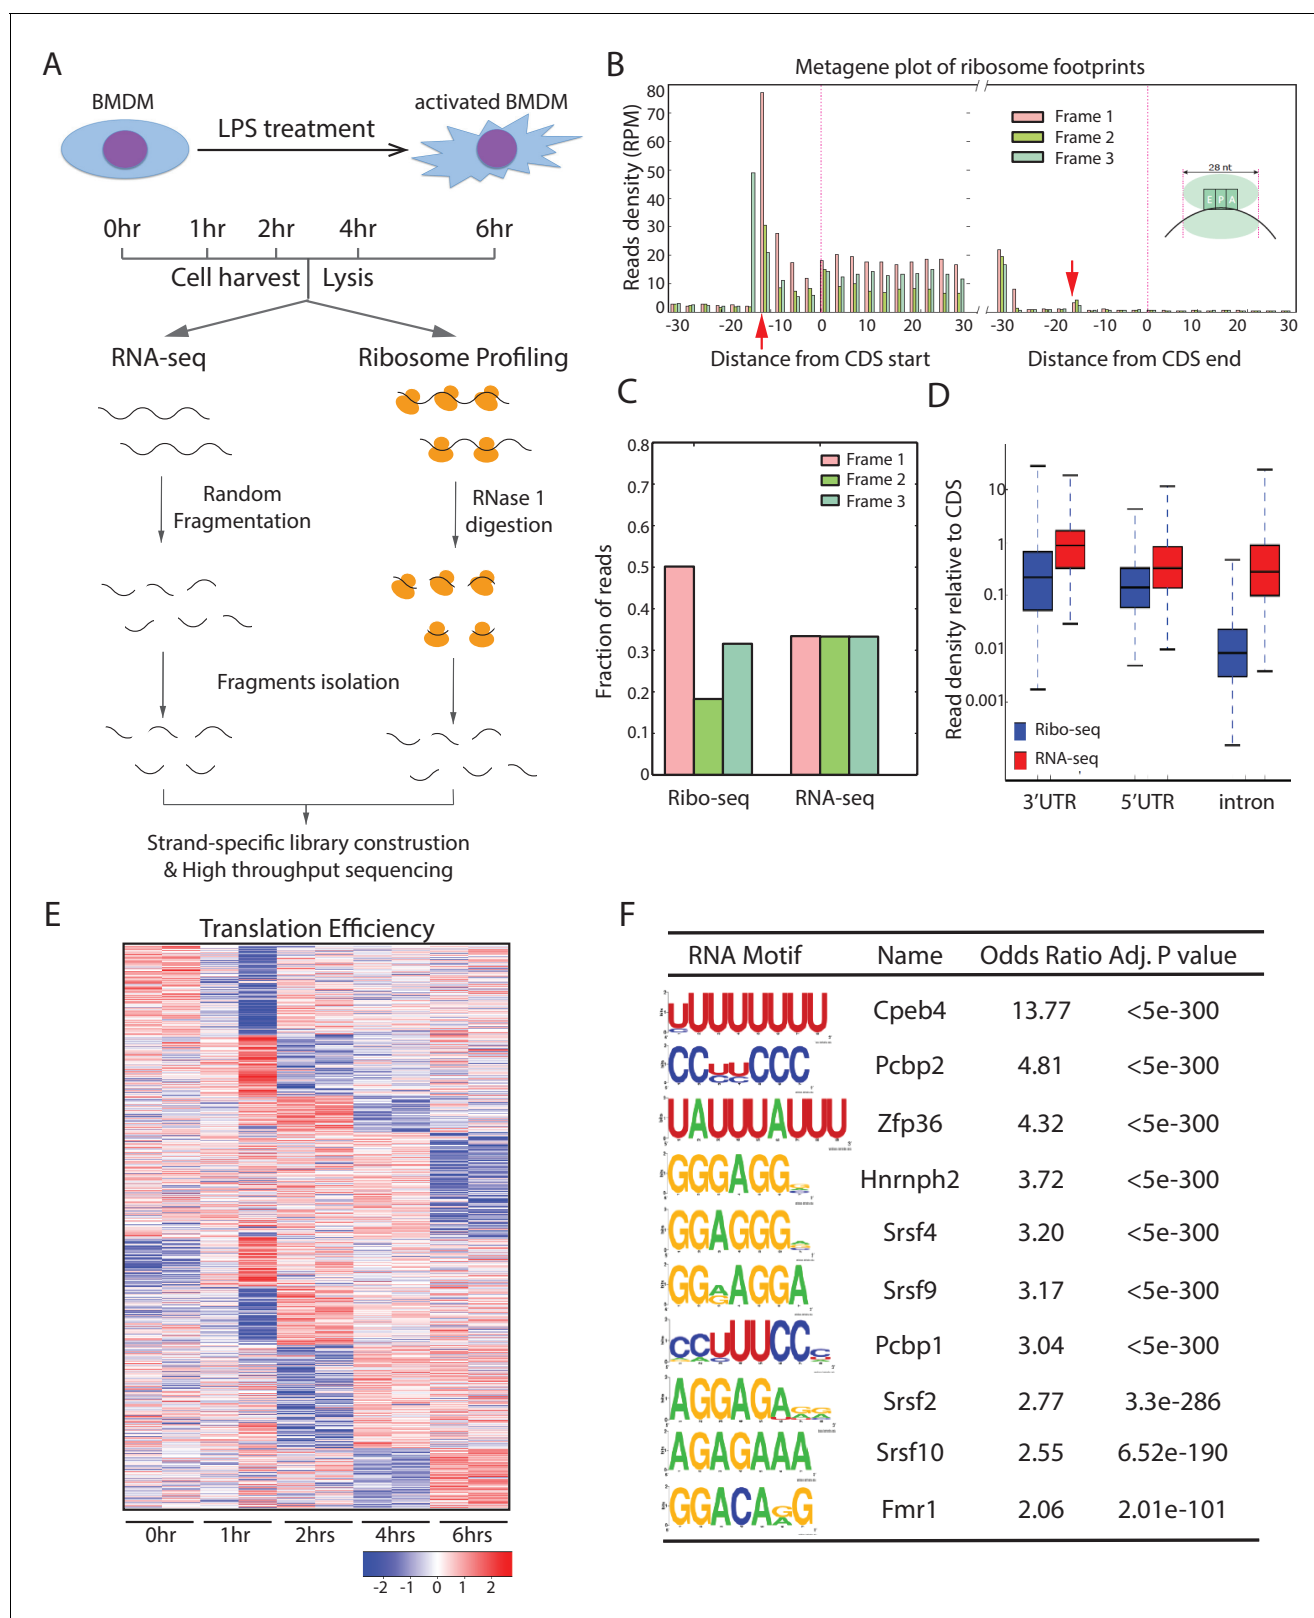 A
BMDM
LPS treatment
activated BMDM
0hr 1hr 2hr 4hr 6hr
Cell harvest Lysis
RNA-seq
Ribosome Profiling
Random
Fragmentation
RNase 1
digestion
Fragments isolation
Strand-specific library construstion
& High throughput sequencing
B
Metagene plot of ribosome footprints
Reads density (RPM)
80
70
60
50
40
30
20
10
0
-30 -20 -10 0 10 20 30
Distance from CDS start
Frame 1
Frame 2
Frame 3
28 nt
E P A
-30 -20 -10 0 10 20 30
Distance from CDS end
C
Fraction of reads
0.8
0.7
0.6
0.5
0.4
0.3
0.2
0.1
0
Frame 1
Frame 2
Frame 3
Ribo-seq RNA-seq
D
Read density relative to CDS
10
1
0.1
0.01
0.001
Ribo-seq
RNA-seq
3'UTR 5'UTR intron
E
Translation Efficiency
0hr 1hr 2hrs 4hrs 6hrs
-2 -1 0 1 2
F
RNA Motif Name Odds Ratio Adj. P value
UUUUUUUU Cpeb4 13.77 <5e-300
CCUUCCC Pcbp2 4.81 <5e-300
UAUUUAUUU Zfp36 4.32 <5e-300
GGGAGG Hnrnph2 3.72 <5e-300
GGAGGG Srsf4 3.20 <5e-300
GGAAGGA Srsf9 3.17 <5e-300
CCUUUCC Pcbp1 3.04 <5e-300
AGGAGAGG Srsf2 2.77 3.3e-286
AGAGAAA Srsf10 2.55 6.52e-190
GGACAGG Fmr1 2.06 2.01e-101